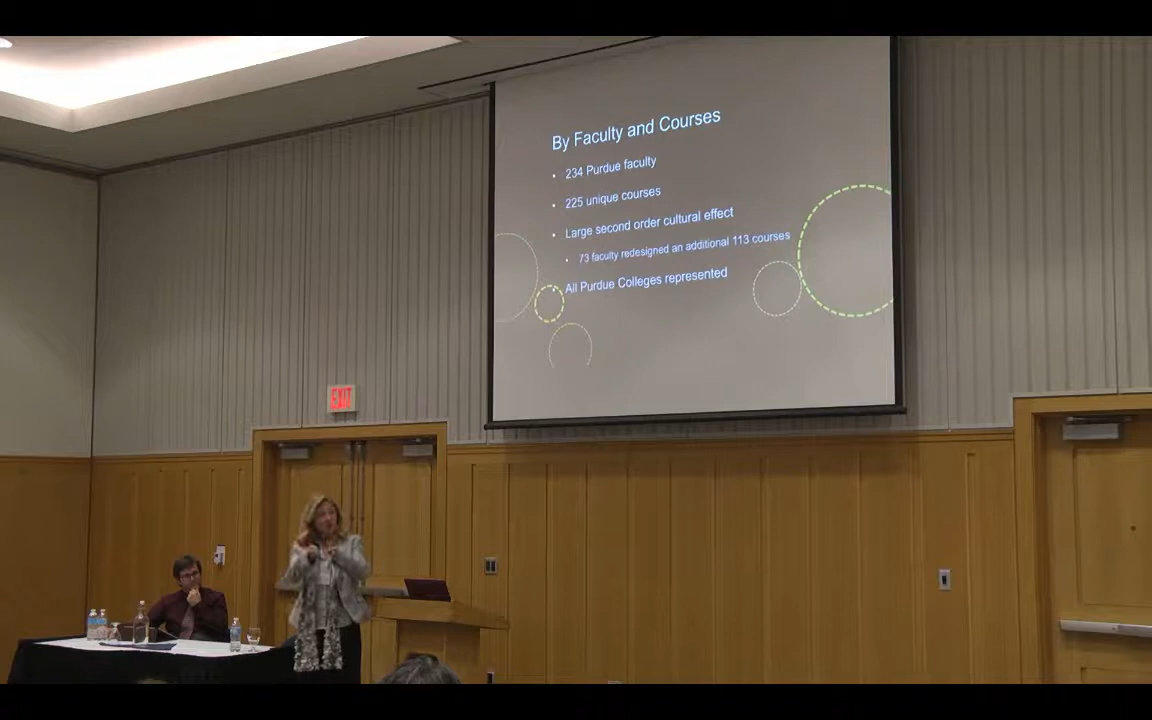 By Faculty and Courses
• 234 Purdue faculty
• 225 unique courses
• Large second order cultural effect
• 73 faculty redesigned an additional 113 courses
• All Purdue Colleges represented
EXIT